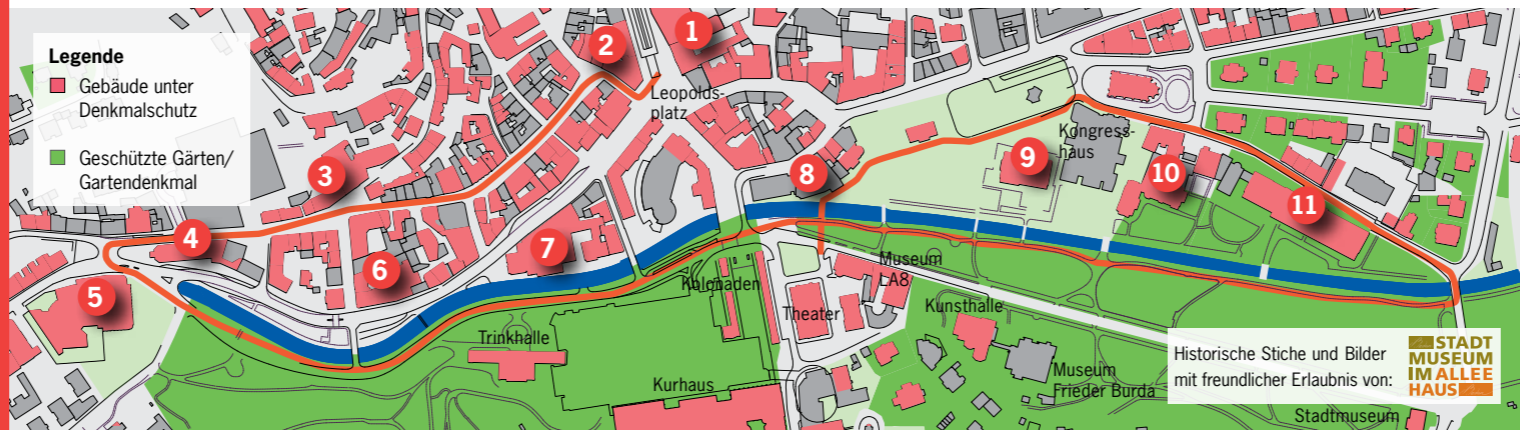 Legende
Gebäude unter
Denkmalschutz
Geschützte Gärten/
Gartendenkmal
1
2
Leopolds-
platz
3
4
5
6
7
8
9
Kongress-
haus
10
11
Kolonaden
Museum
LA8
Theater
Kunsthalle
Trinkhalle
Kurhaus
Museum
Frieder Burda
Stadtmuseum
Historische Stiche und Bilder
mit freundlicher Erlaubnis von:
STADT
MUSEUM
IM ALLEE
HAUS